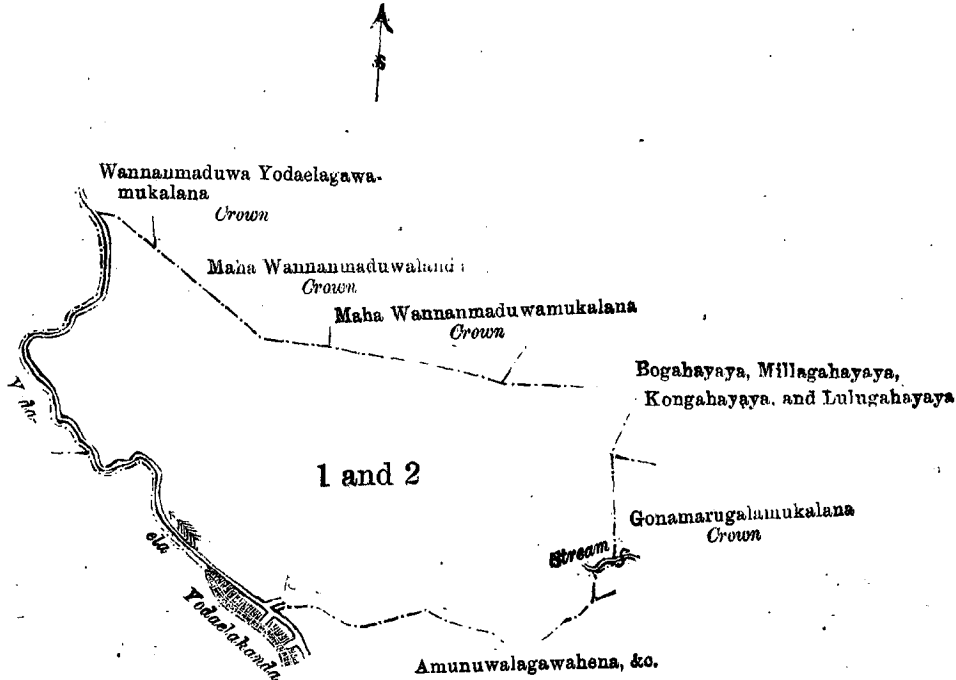 Wannanmaduwa Yodaelagawa-
mukalana
Crown
Maha Wannanmaduwalanda
Crown
Maha Wannanmaduwamukalana
Crown
Bogahayaya, Millagahayaya,
Kongahayaya, and Lulugahayaya
1 and 2
Gonamarugalamukalana
Crown
Stream
ela
Yodaelakanda
Amunuwalagawahena, &c.